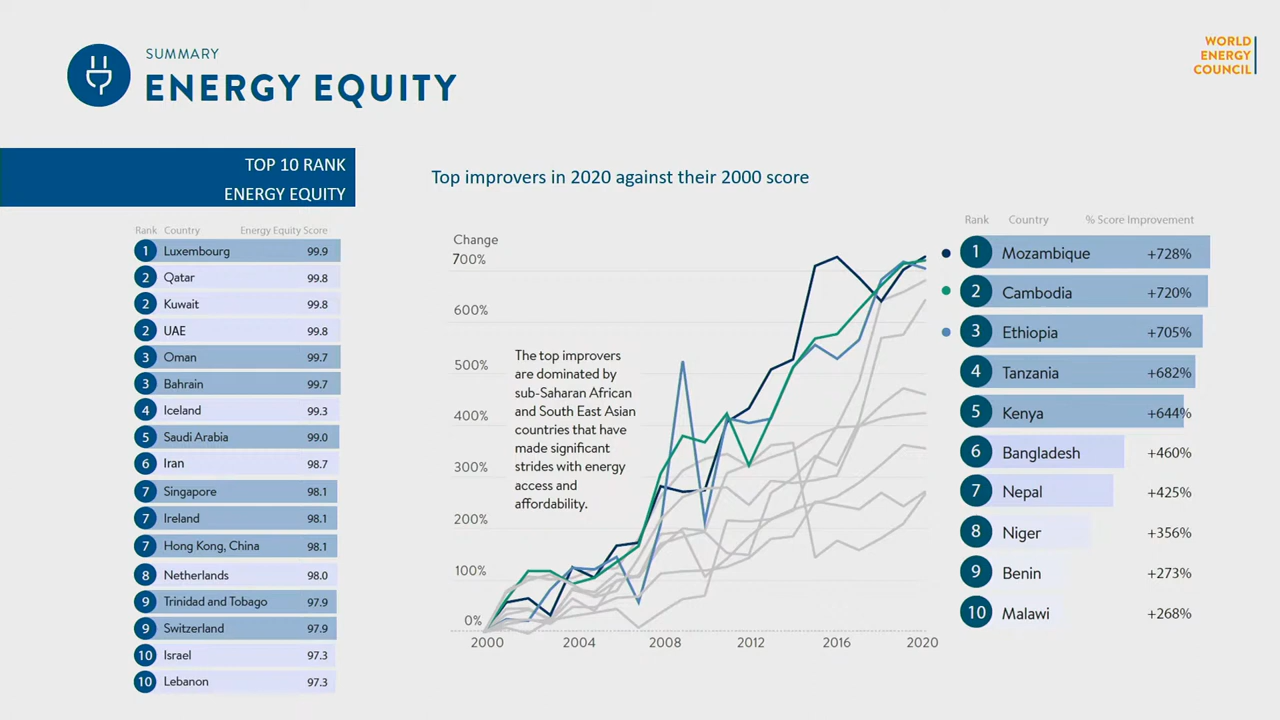 SUMMARY
ENERGY EQUITY
WORLD
ENERGY
COUNCIL
TOP 10 RANK
ENERGY EQUITY
Rank Country Energy Equity Score
1 Luxembourg 99.9
2 Qatar 99.8
2 Kuwait 99.8
2 UAE 99.8
3 Oman 99.7
3 Bahrain 99.7
4 Iceland 99.3
5 Saudi Arabia 99.0
6 Iran 98.7
7 Singapore 98.1
7 Ireland 98.1
7 Hong Kong, China 98.1
8 Netherlands 98.0
9 Trinidad and Tobago 97.9
9 Switzerland 97.9
10 Israel 97.3
10 Lebanon 97.3
Top improvers in 2020 against their 2000 score
Change
700%
600%
500%
400%
300%
200%
100%
0%
The top improvers
are dominated by
sub-Saharan African
and South East Asian
countries that have
made significant
strides with energy
access and
affordability.
2000 2004 2008 2012 2016 2020
Rank Country % Score Improvement
1 Mozambique +728%
2 Cambodia +720%
3 Ethiopia +705%
4 Tanzania +682%
5 Kenya +644%
6 Bangladesh +460%
7 Nepal +425%
8 Niger +356%
9 Benin +273%
10 Malawi +268%